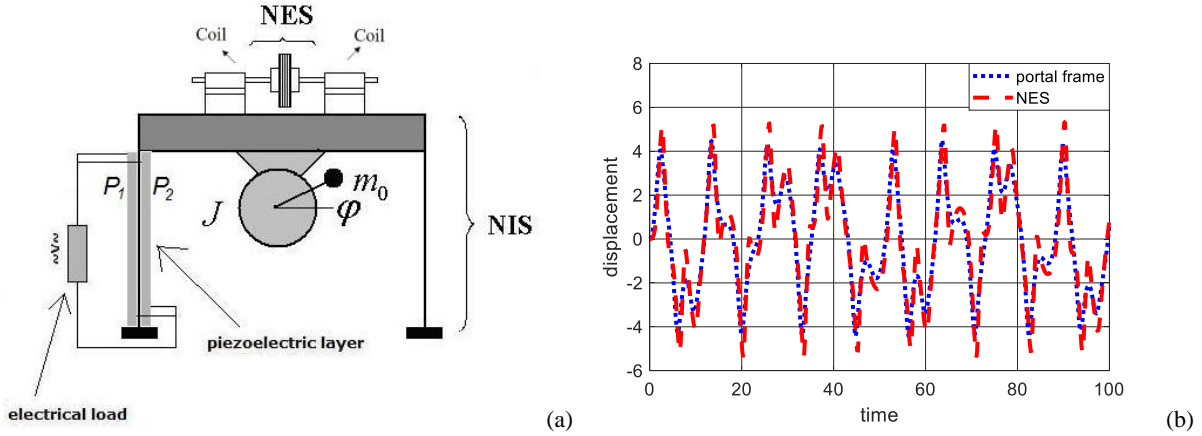 NES
Coil
Coil
P1
P2
m0
φ
J
NIS
piezoelectric layer
electrical load
(a)
8
6
4
2
0
-2
-4
-6
displacement
portal frame
NES
0
20
40
60
80
100
time
(b)